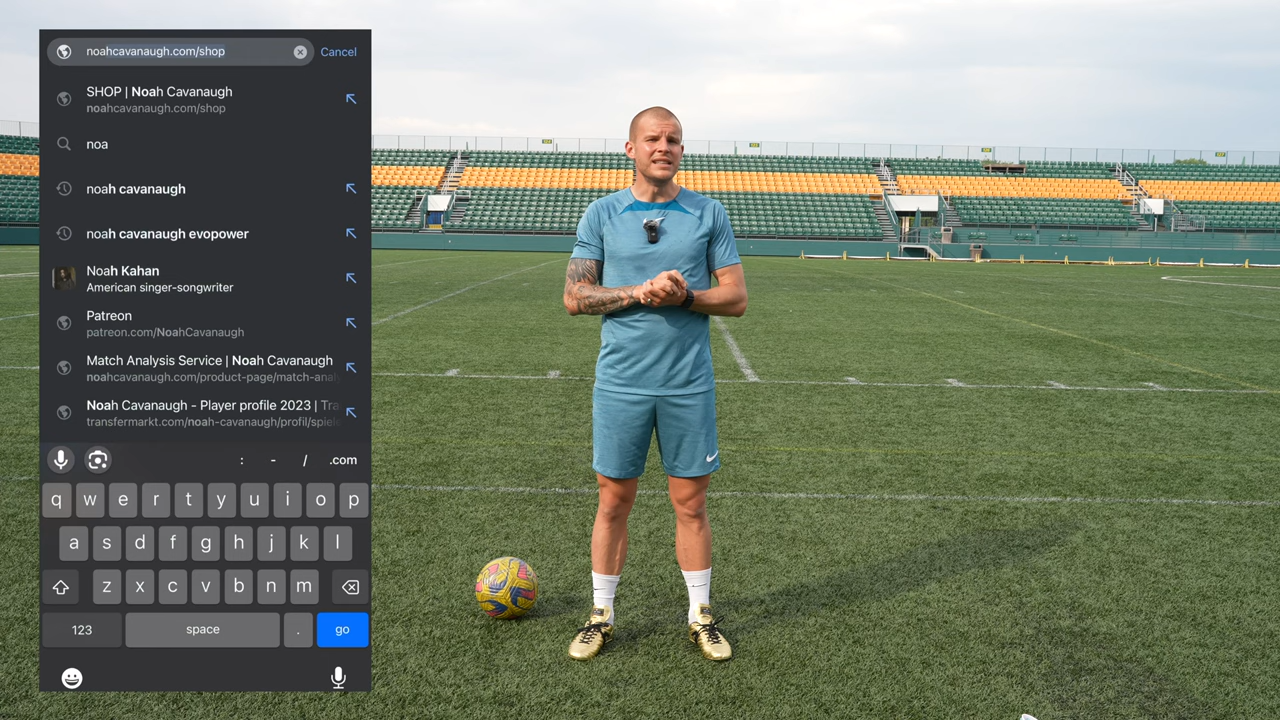 noahcavanaugh.com/shop
Cancel
SHOP | Noah Cavanaugh
noahcavanaugh.com/shop
noa
noah cavanaugh
noah cavanaugh evopower
Noah Kahan
American singer-songwriter
Patreon
patreon.com/NoahCavanaugh
Match Analysis Service | Noah Cavanaugh
noahcavanaugh.com/product-page/match-anal
Noah Cavanaugh - Player profile 2023 | Tra
transfermarkt.com/noah-cavanaugh/profil/spiele
: - / .com
q w e r t y u i o p
a s d f g h j k l
z x c v b n m
123 space . go